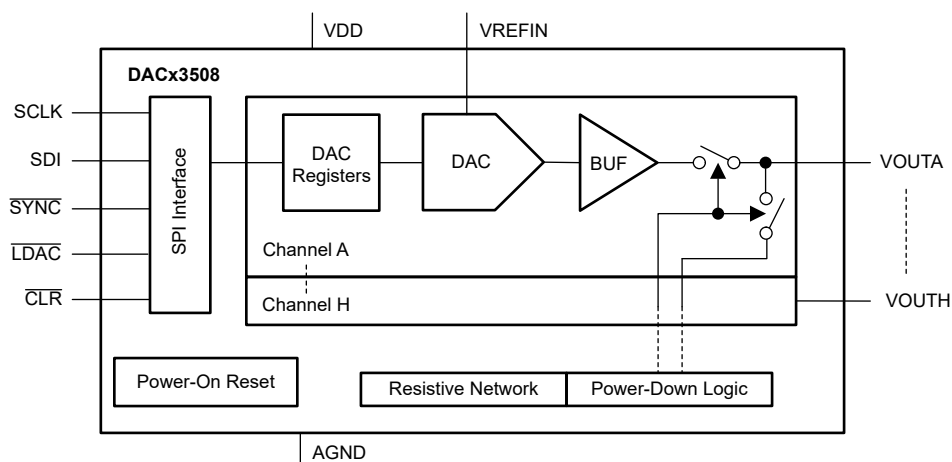 VDD
VREFIN
DACx3508
SCLK
SDI
SYNC
LDAC
CLR
SPI Interface
DAC
Registers
DAC
BUF
VOUTA
Channel A
Channel H
VOUTH
Power-On Reset
Resistive Network
Power-Down Logic
AGND